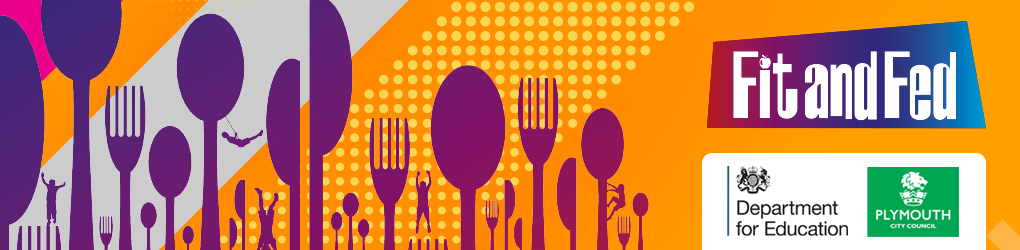 Fit and Fed
Department
for Education
PLYMOUTH
CITY COUNCIL